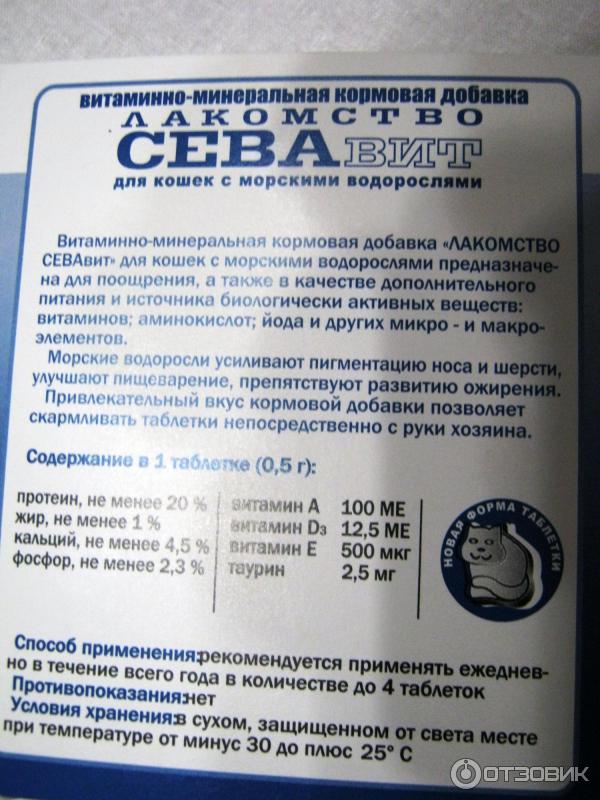 витаминно-минеральная кормовая добавка
ЛАКОМСТВО
СЕВАВИТ
для кошек с морскими водорослями
Витаминно-минеральная кормовая добавка «ЛАКОМСТВО
СЕВАвит» для кошек с морскими водорослями предназначе-
на для поощрения, а также в качестве дополнительного
питания и источника биологически активных веществ:
витаминов; аминокислот; йода и других микро - и макро-
элементов.
Морские водоросли усиливают пигментацию носа и шерсти,
улучшают пищеварение, препятствуют развитию ожирения.
Привлекательный вкус кормовой добавки позволяет
скармливать таблетки непосредственно с руки хозяина.
Содержание в 1 таблетке (0,5 г):
протеин, не менее 20 %
жир, не менее 1 %
кальций, не менее 4,5 %
фосфор, не менее 2,3 %
витамин А 100 МЕ
витамин D3 12,5 МЕ
витамин Е 500 мкг
таурин 2,5 мг
НОВАЯ ФОРМА ТАБЛЕТКИ
Способ применения:рекомендуется применять ежеднев-
но в течение всего года в количестве до 4 таблеток
Противопоказания:нет
Условия хранения:в сухом, защищенном от света месте
при температуре от минус 30 до плюс 25° С
ОТЗОВИК